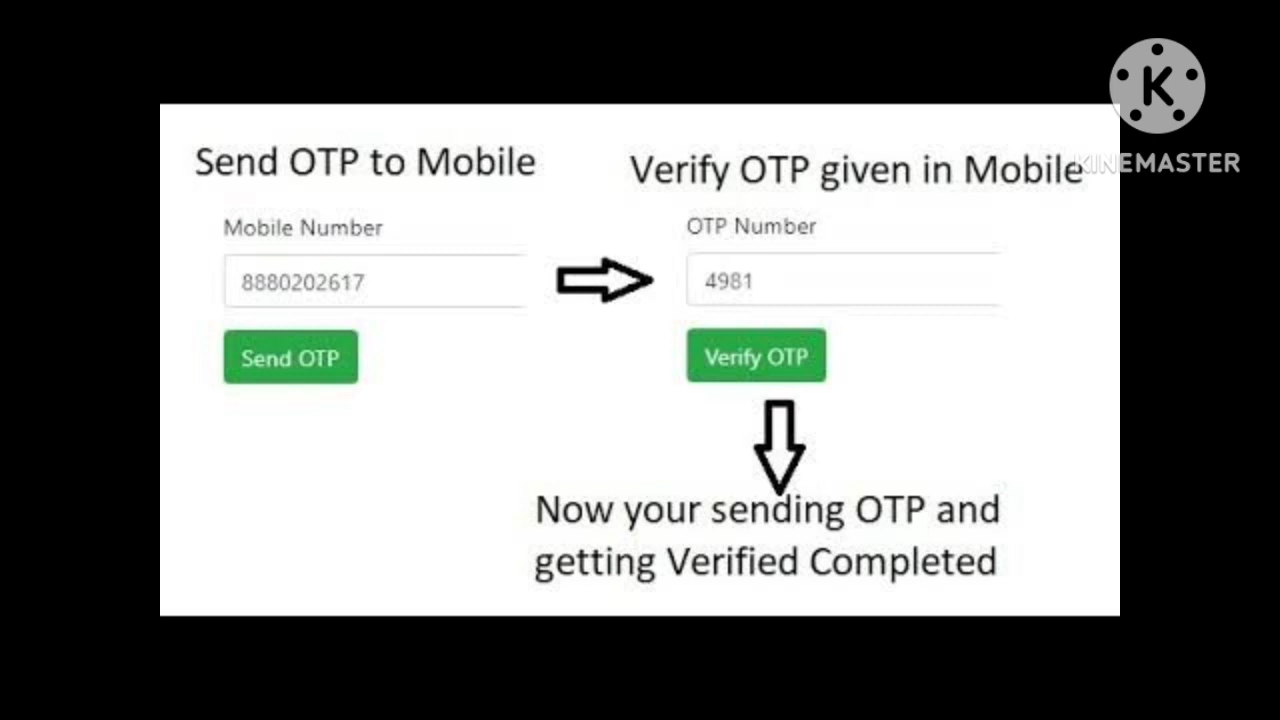 Send OTP to Mobile
Mobile Number
8880202617
Send OTP
Verify OTP given in Mobile
OTP Number
4981
Verify OTP
Now your sending OTP and
getting Verified Completed
K
KINEMASTER